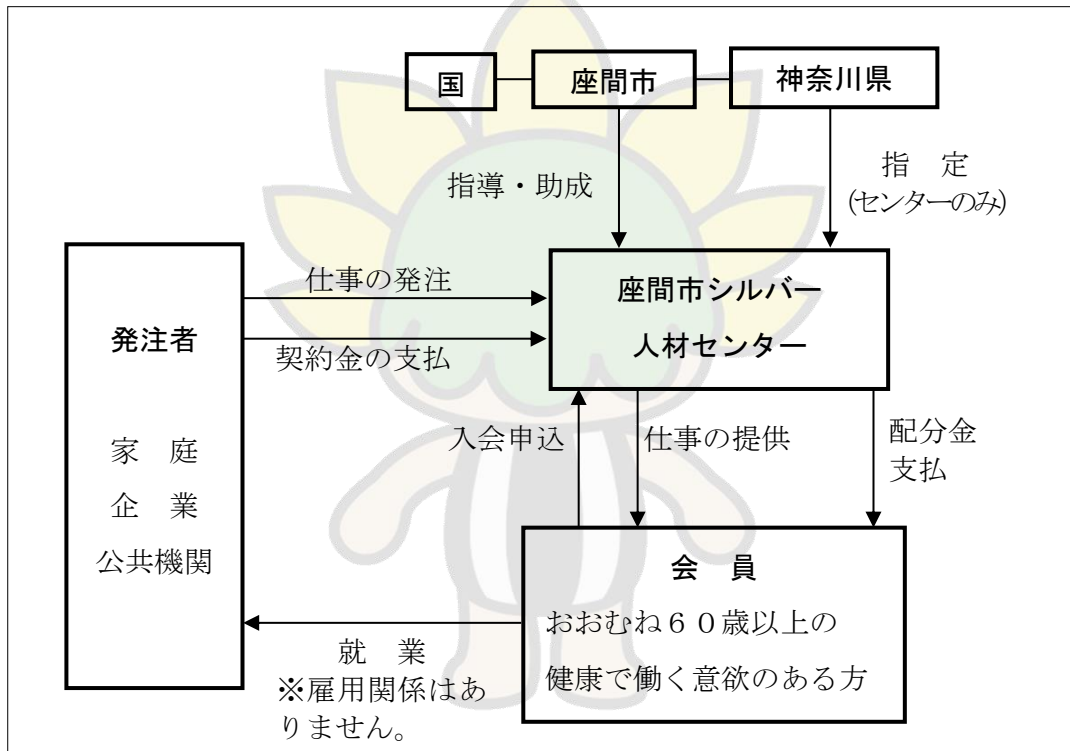 国
座間市
神奈川県
指導・助成
指　定
(センターのみ)
仕事の発注
契約金の支払
発注者
家　庭
企　業
公共機関
座間市シルバー
人材センター
入会申込
仕事の提供
配分金
支払
会　員
おおむね６０歳以上の
健康で働く意欲のある方
就　業
※雇用関係はあ
りません。